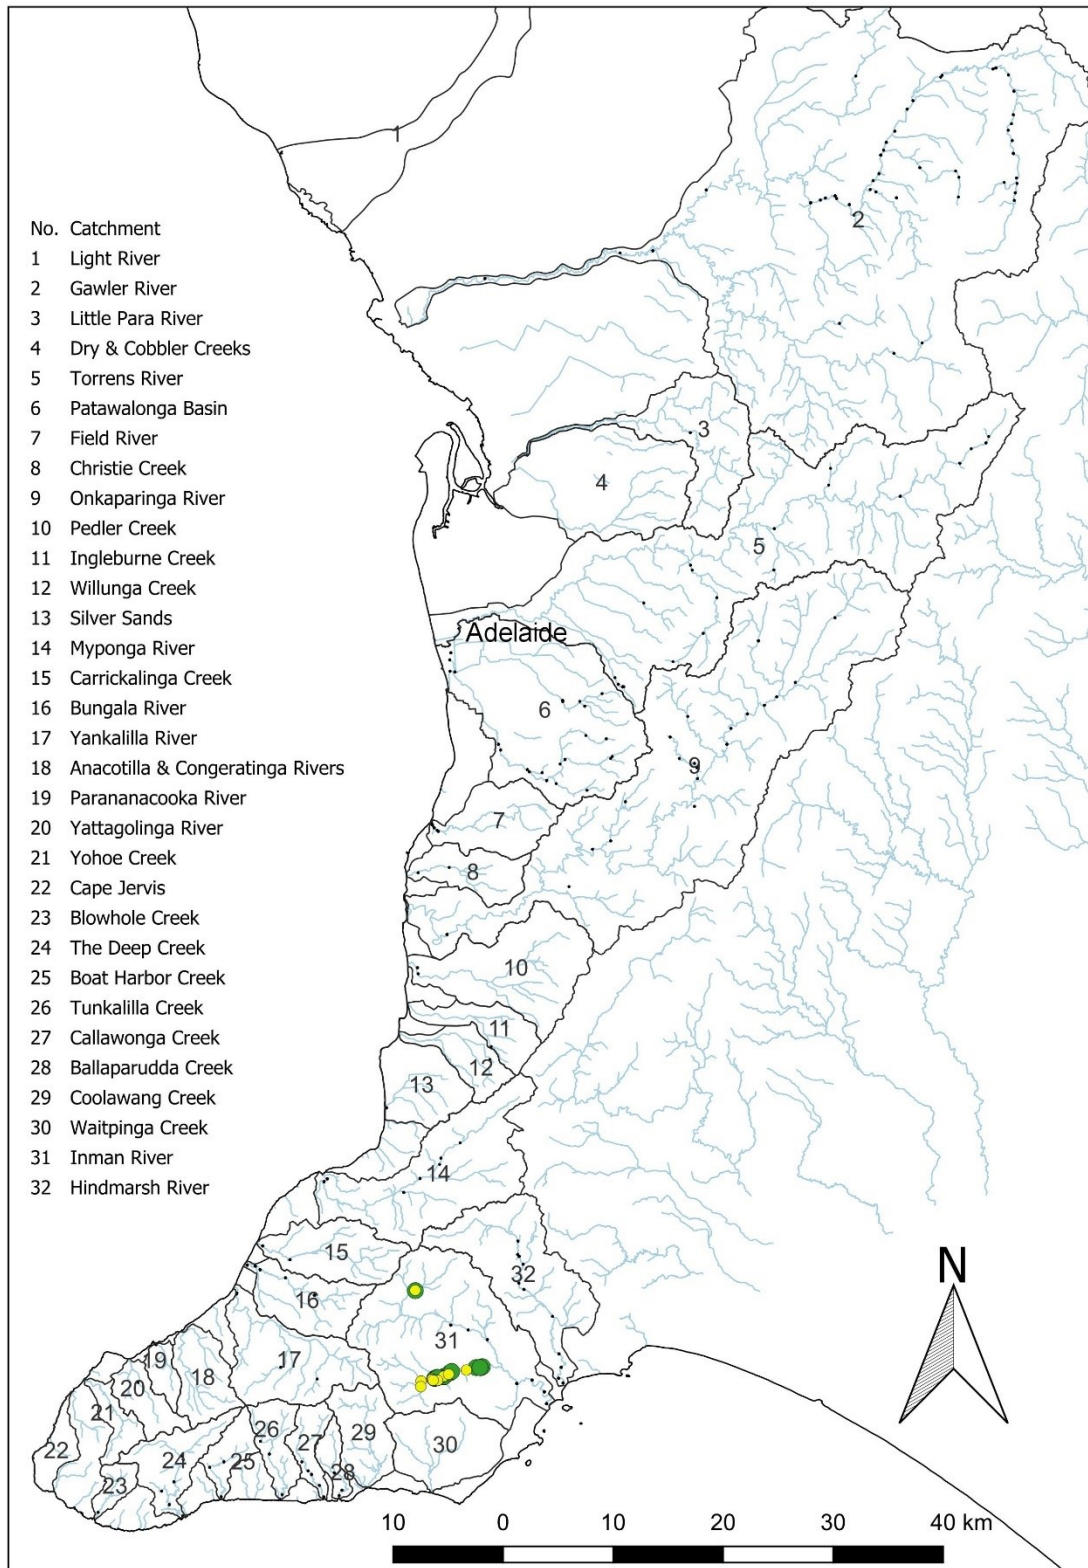 No. Catchment
1 Light River
2 Gawler River
3 Little Para River
4 Dry & Cobbler Creeks
5 Torrens River
6 Patawalonga Basin
7 Field River
8 Christie Creek
9 Onkaparinga River
10 Pedler Creek
11 Ingleburne Creek
12 Willunga Creek
13 Silver Sands
14 Myponga River
15 Carrickalinga Creek
16 Bungala River
17 Yankalilla River
18 Anacotilla & Congeratinga Rivers
19 Parananacooka River
20 Yattagolinga River
21 Yohoe Creek
22 Cape Jervis
23 Blowhole Creek
24 The Deep Creek
25 Boat Harbor Creek
26 Tunkalilla Creek
27 Callawonga Creek
28 Ballaparudda Creek
29 Coolawang Creek
30 Waitpinga Creek
31 Inman River
32 Hindmarsh River
1
2
3
4
5
Adelaide
6
9
7
8
10
11
12
13
14
15
32
16
31
17
19
18
20
21
22
23
24
25
26
27
28
29
30
N
10 0 10 20 30 40 km